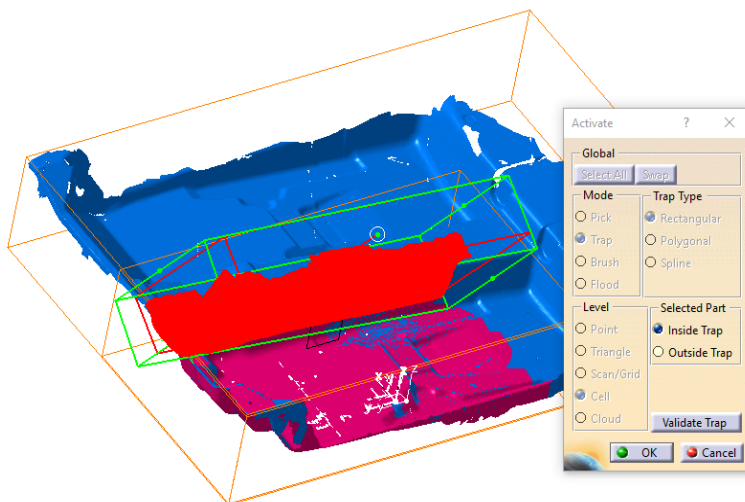 Activate ? ×
Global
Select All Swap
Mode
Pick
Trap
Brush
Flood
Trap Type
Rectangular
Polygonal
Spline
Level
Point
Triangle
Scan/Grid
Cell
Cloud
Selected Part
Inside Trap
Outside Trap
Validate Trap
OK Cancel